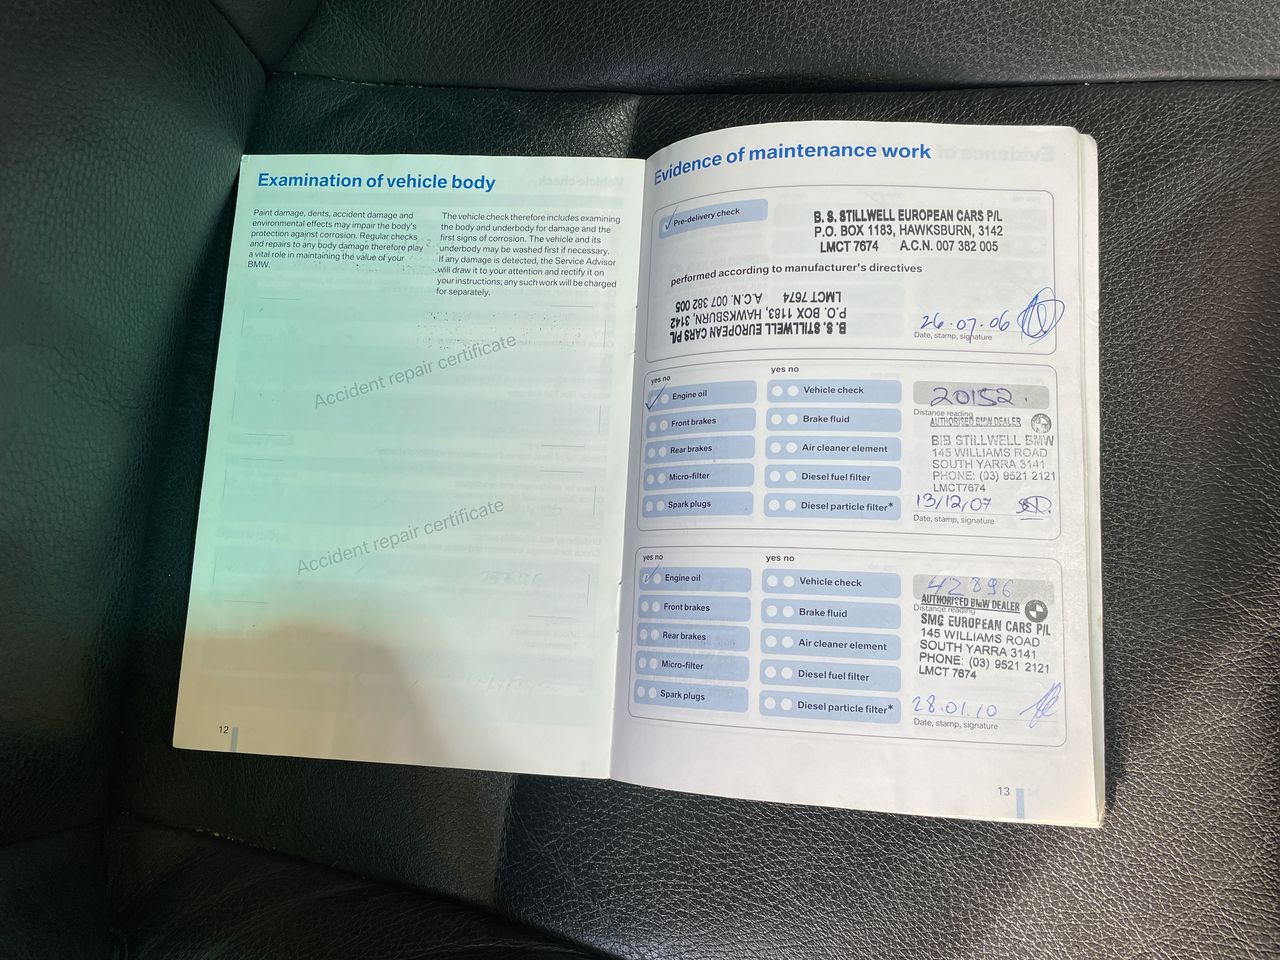 Examination of vehicle body
Paint damage, dents, accident damage and
environmental effects may impair the body's
protection against corrosion. Regular checks
and repairs to any body damage therefore play
a vital role in maintaining the value of your
BMW.
The vehicle check therefore includes examining
the body and underbody for damage and the
first signs of corrosion. The vehicle and its
underbody may be washed first if necessary.
If any damage is detected, the Service Advisor
will draw it to your attention and rectify it on
your instructions; any such work will be charged
for separately.
Accident repair certificate
Accident repair certificate
12
Evidence of maintenance work
Pre-delivery check
B. S. STILLWELL EUROPEAN CARS P/L
P.O. BOX 1183, HAWKSBURN, 3142
LMCT 7674 A.C.N. 007 382 005
performed according to manufacturer's directives
B. S. STILLWELL EUROPEAN CARS P/L
P.O. BOX 1183, HAWKSBURN, 3142
LMCT 7674 A.C.N. 007 382 005
26.07.06
Date, stamp, signature
yes no
yes no
Engine oil
Vehicle check
Front brakes
Brake fluid
Rear brakes
Air cleaner element
Micro-filter
Diesel fuel filter
Spark plugs
Diesel particle filter*
20152.
Distance reading
AUTHORISED BMW DEALER
BIB STILLWELL BMW
145 WILLIAMS ROAD
SOUTH YARRA 3141
PHONE: (03) 9521 2121
LMCT7674
13/12/07
Date, stamp, signature
yes no
yes no
Engine oil
Vehicle check
Front brakes
Brake fluid
Rear brakes
Air cleaner element
Micro-filter
Diesel fuel filter
Spark plugs
Diesel particle filter*
42896
AUTHORISED BMW DEALER
Distance reading
SMC EUROPEAN CARS P/L
145 WILLIAMS ROAD
SOUTH YARRA 3141
PHONE: (03) 9521 2121
LMCT 7674
28.01.10
Date, stamp, signature
13